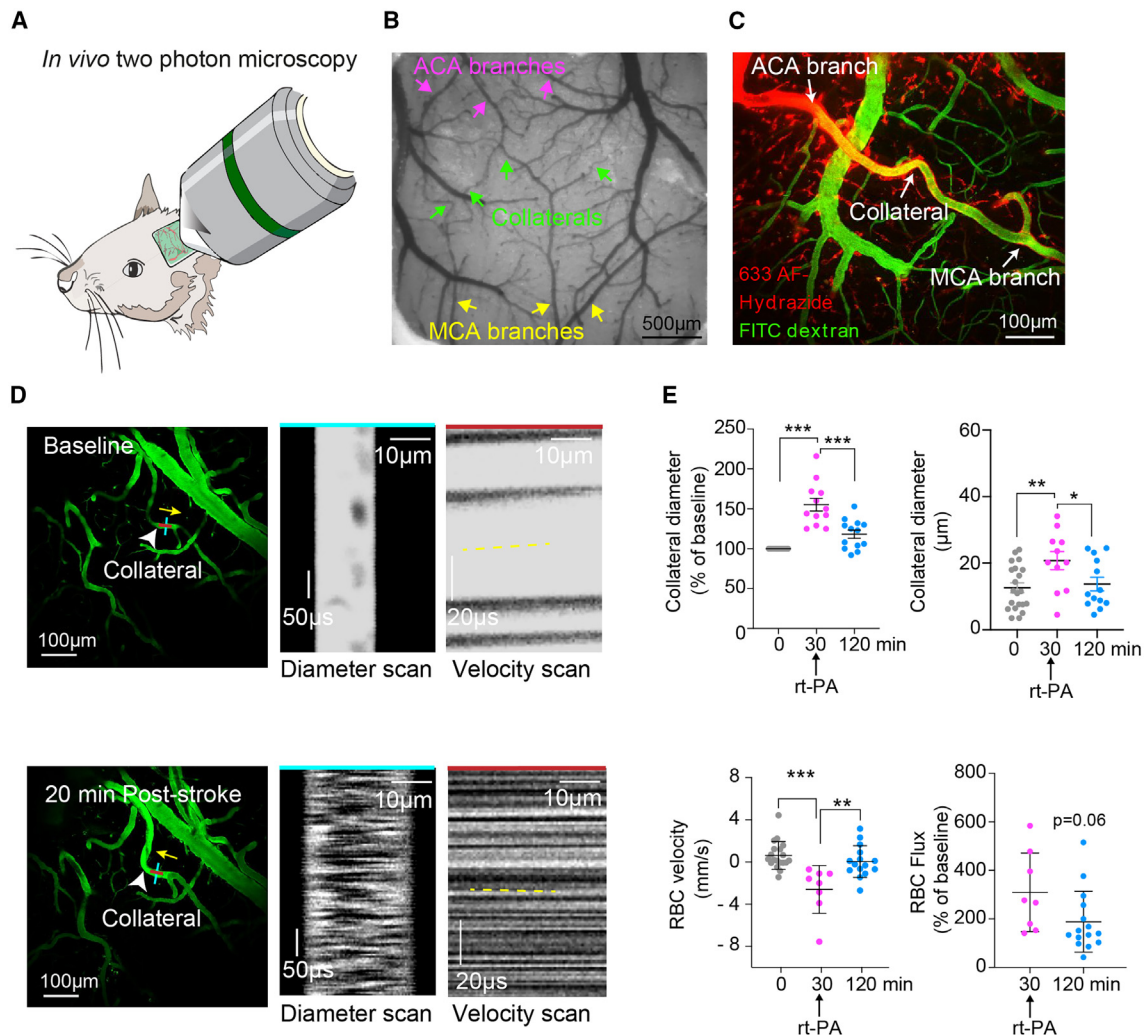 A
In vivo two photon microscopy
B
ACA branches
Collaterals
MCA branches
500μm
C
ACA branch
Collateral
MCA branch
633 AF-
Hydrazide
FITC dextran
100μm
D
Baseline
Collateral
100μm
10μm
50μs
Diameter scan
10μm
20μs
Velocity scan
20 min Post-stroke
Collateral
100μm
10μm
50μs
Diameter scan
10μm
20μs
Velocity scan
E
Collateral diameter
(% of baseline)
250
200
150
100
50
0
***
***
0 30 120 min
rt-PA
Collateral diameter
(μm)
60
40
20
0
**
*
0 30 120 min
rt-PA
RBC velocity
(mm/s)
8
4
0
- 4
- 8
***
**
0 30 120 min
rt-PA
RBC Flux
(% of baseline)
800
600
400
200
0
p=0.06
30 120 min
rt-PA